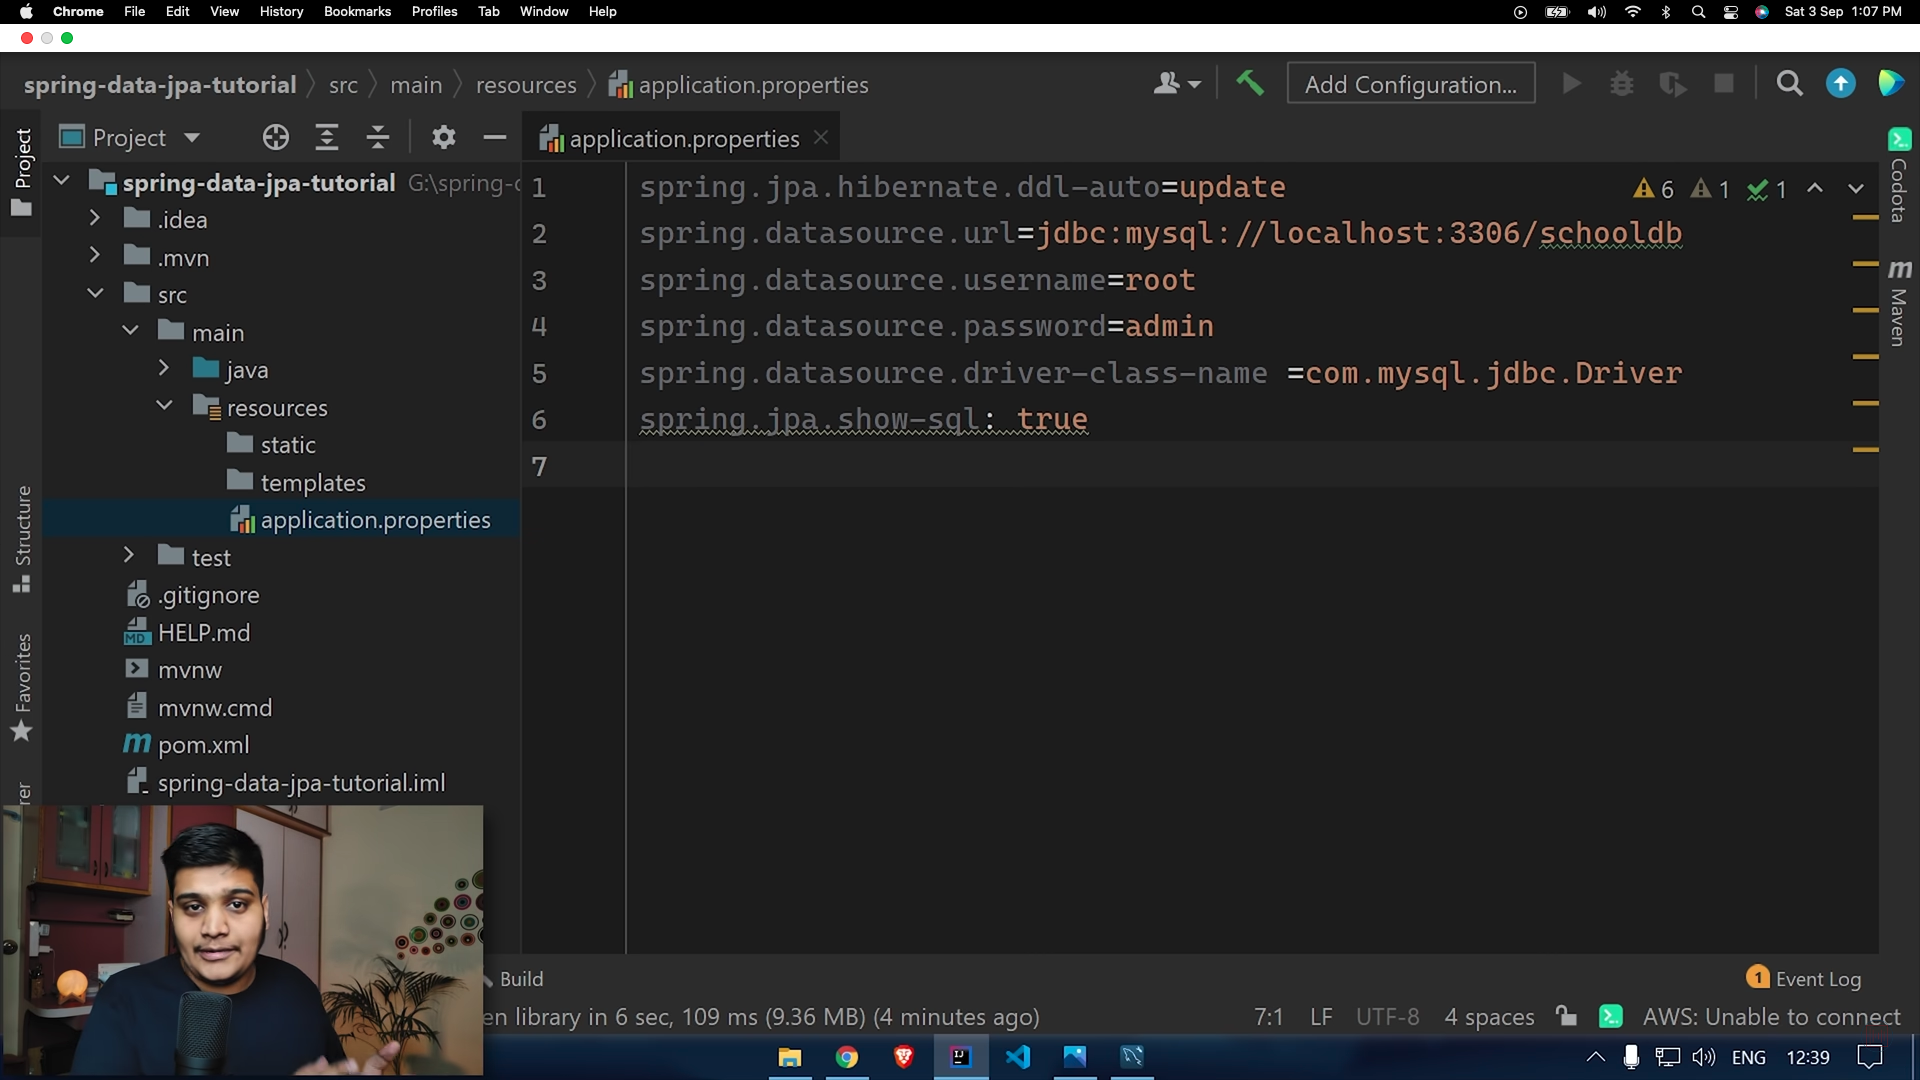 Chrome File Edit View History Bookmarks Profiles Tab Window Help Sat 3 Sep 1:07 PM
spring-data-jpa-tutorial src main resources application.properties Add Configuration...
Project application.properties
Project
Structure
Favorites
rer
spring-data-jpa-tutorial G:\spring-
.idea
.mvn
src
main
java
resources
static
templates
application.properties
test
.gitignore
HELP.md
mvnw
mvnw.cmd
pom.xml
spring-data-jpa-tutorial.iml
1 spring.jpa.hibernate.ddl-auto=update
2 spring.datasource.url=jdbc:mysql://localhost:3306/schooldb
3 spring.datasource.username=root
4 spring.datasource.password=admin
5 spring.datasource.driver-class-name =com.mysql.jdbc.Driver
6 spring.jpa.show-sql: true
7
6 1 1
Codota
Maven
Build 1 Event Log
en library in 6 sec, 109 ms (9.36 MB) (4 minutes ago) 7:1 LF UTF-8 4 spaces AWS: Unable to connect
ENG 12:39